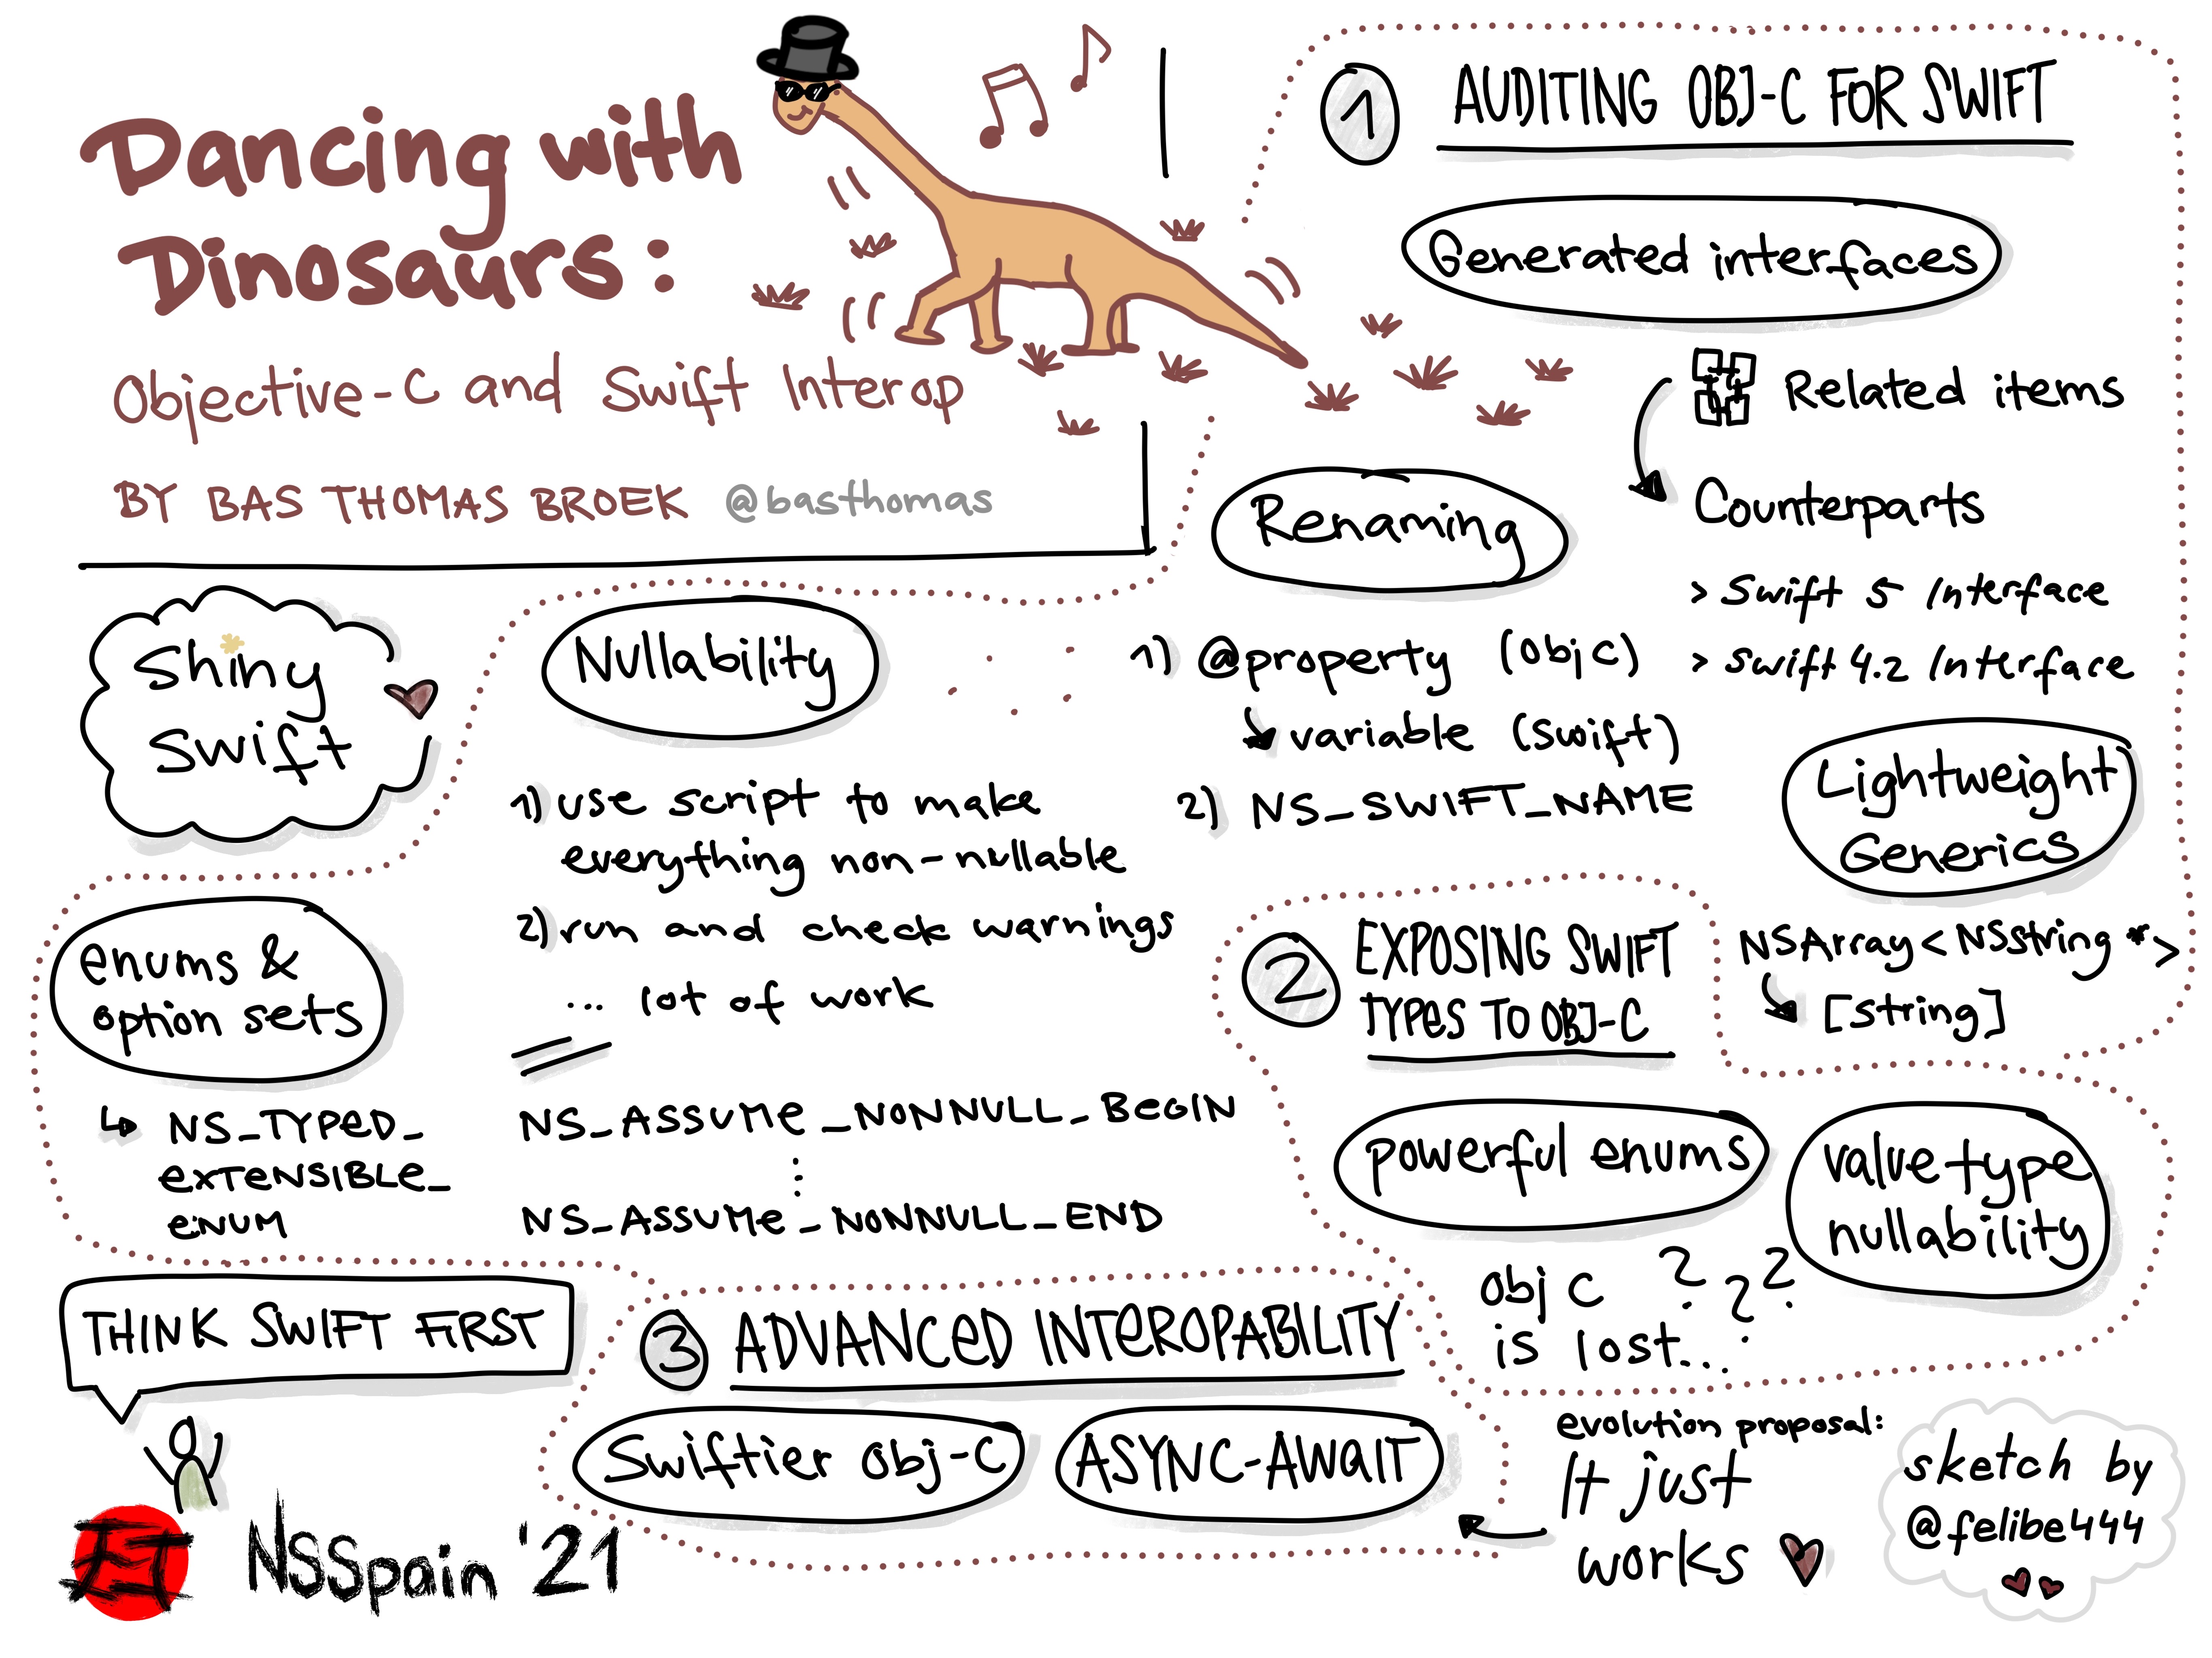 Dancing with
Dinosaurs:
Objective-C and Swift Interop
BY BAS THOMAS BROEK @basthomas
Shiny
Swift
1 AUDITING OBJ-C FOR SWIFT
Generated interfaces
Related items
Counterparts
> Swift 5 Interface
> Swift 4.2 Interface
Renaming
1) @property (objc)
variable (Swift)
2) NS_SWIFT_NAME
Lightweight
Generics
NSArray<NSString *>
[String]
Nullability
1) use script to make
everything non-nullable
2) run and check warnings
... lot of work
NS_ASSUMe_NONNULL_BeGIN
NS_ASSUMe_NONNULL_END
enums &
option sets
NS_TYPeD_
exTeNSIBLe_
eNUM
2 EXPOSING SWIFT
TYPES TO OBJ-C
powerful enums
value type
nullability
obj c ? ? ?
is lost...
3 ADVANCeD INTeROPABILITY
Swiftier Obj-C
ASYNC-AWAIT
evolution proposal:
It just
works
THINK SWIFT FIRST
NSSpain '21
sketch by
@felibe444